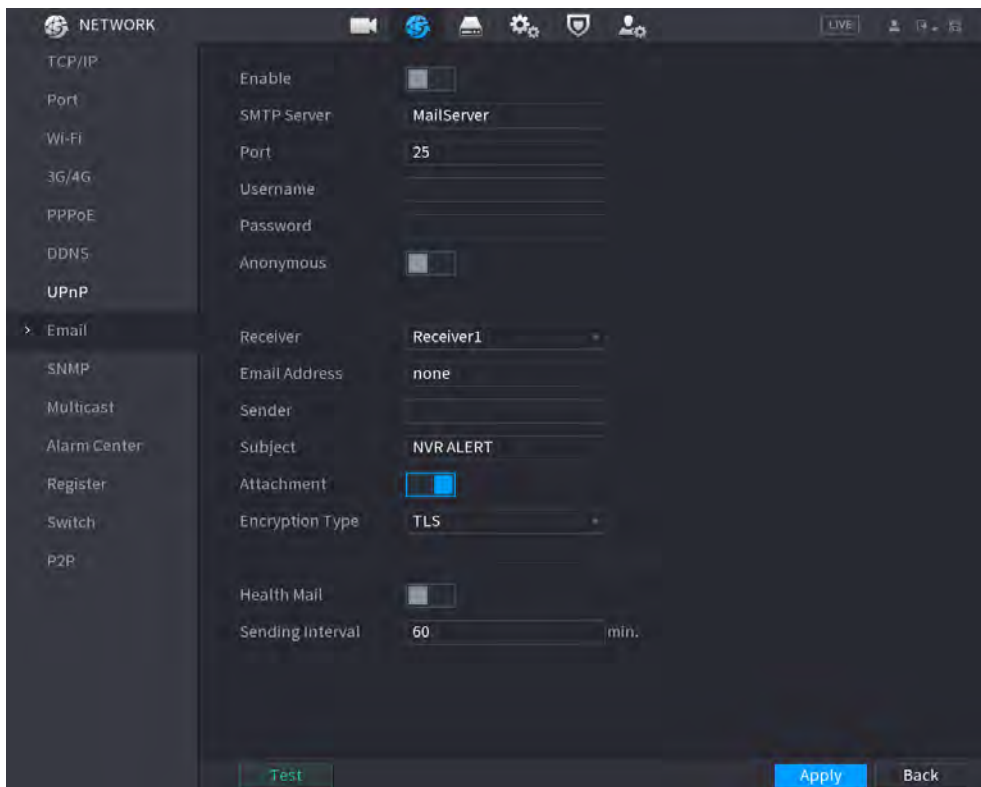 NETWORK
LIVE
TCP/IP
Port
Wi-Fi
3G/4G
PPPoE
DDNS
UPnP
Email
SNMP
Multicast
Alarm Center
Register
Switch
P2P
Enable
SMTP Server MailServer
Port 25
Username
Password
Anonymous
Receiver Receiver1
Email Address none
Sender
Subject NVR ALERT
Attachment
Encryption Type TLS
Health Mail
Sending Interval 60 min.
Test Apply Back